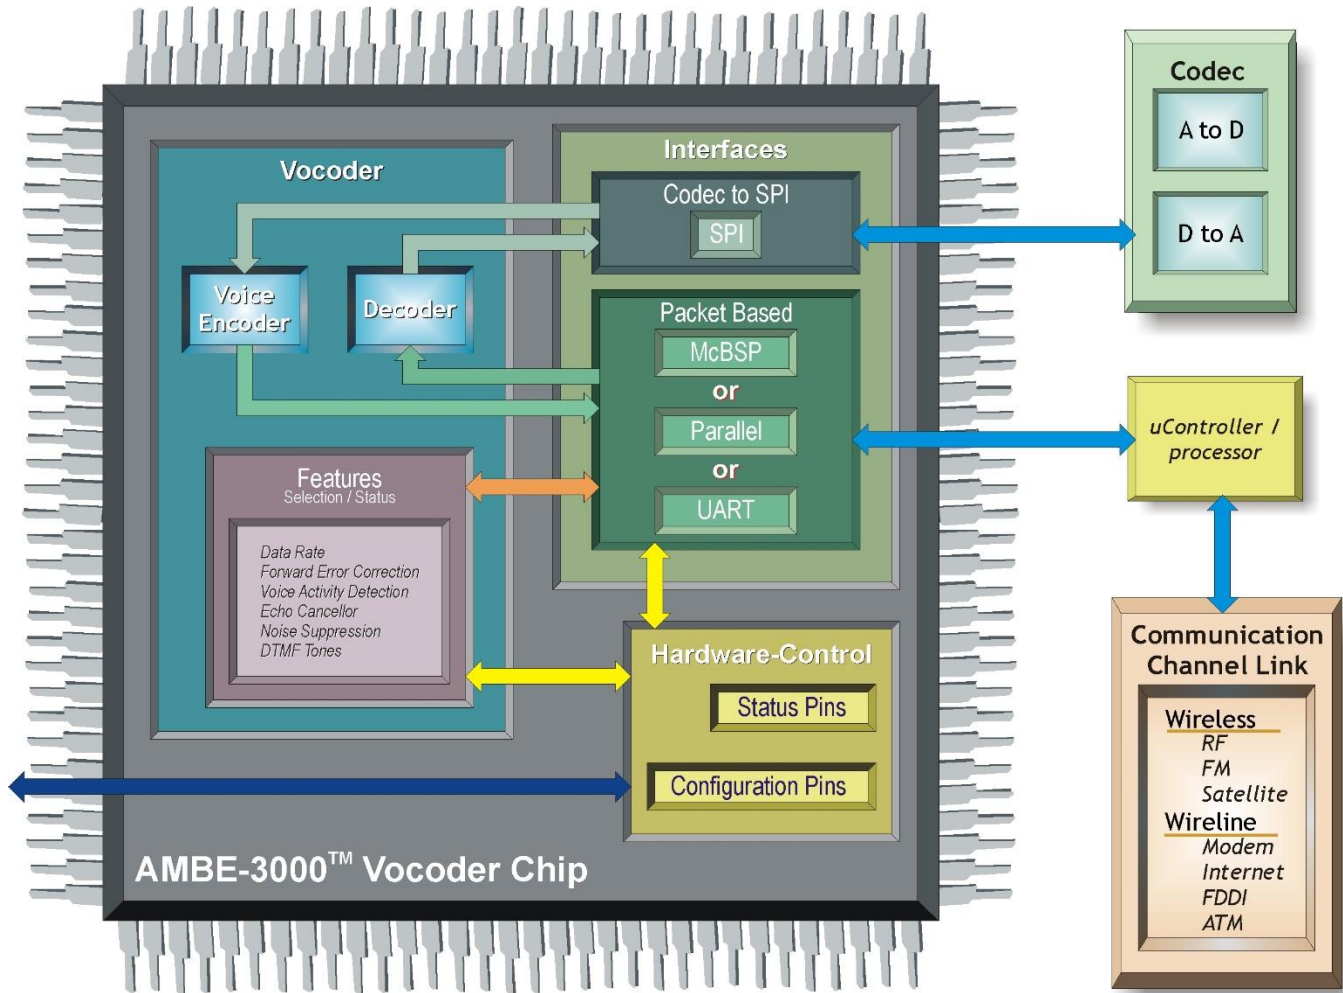 Vocoder
Voice
Encoder
Decoder
Features
Selection / Status
Data Rate
Forward Error Correction
Voice Activity Detection
Echo Cancellor
Noise Suppression
DTMF Tones
Interfaces
Codec to SPI
SPI
Packet Based
McBSP
or
Parallel
or
UART
Hardware-Control
Status Pins
Configuration Pins
AMBE-3000™ Vocoder Chip
Codec
A to D
D to A
uController /
processor
Communication
Channel Link
Wireless
RF
FM
Satellite
Wireline
Modem
Internet
FDDI
ATM